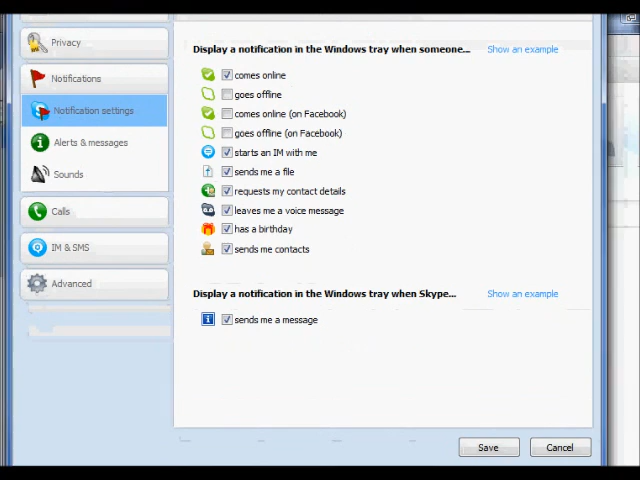 Privacy
Notifications
Notification settings
Alerts & messages
Sounds
Calls
IM & SMS
Advanced
Display a notification in the Windows tray when someone... Show an example
comes online
goes offline
comes online (on Facebook)
goes offline (on Facebook)
starts an IM with me
sends me a file
requests my contact details
leaves me a voice message
has a birthday
sends me contacts
Display a notification in the Windows tray when Skype... Show an example
sends me a message
Save Cancel